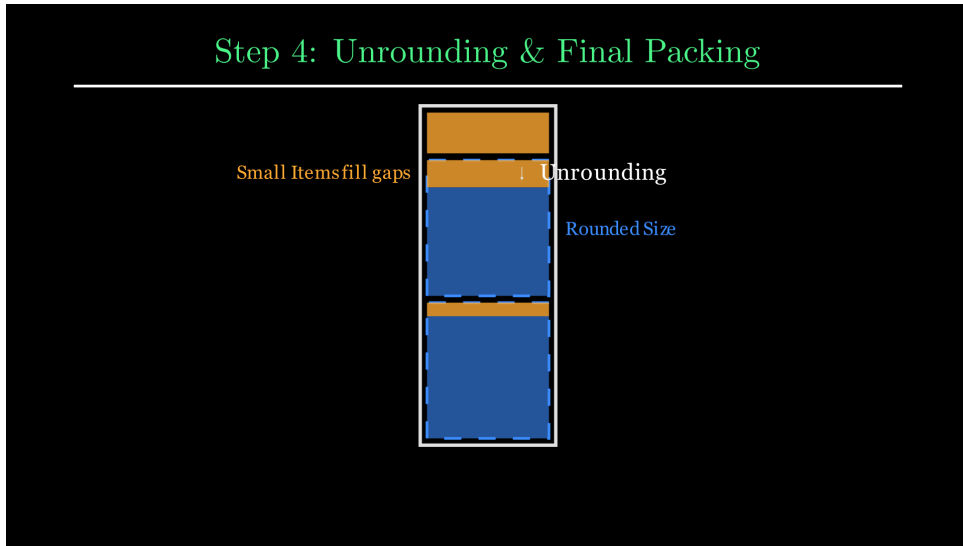 Step 4: Unrounding & Final Packing
Small Itemsfill gaps
↓ Unrounding
Rounded Size